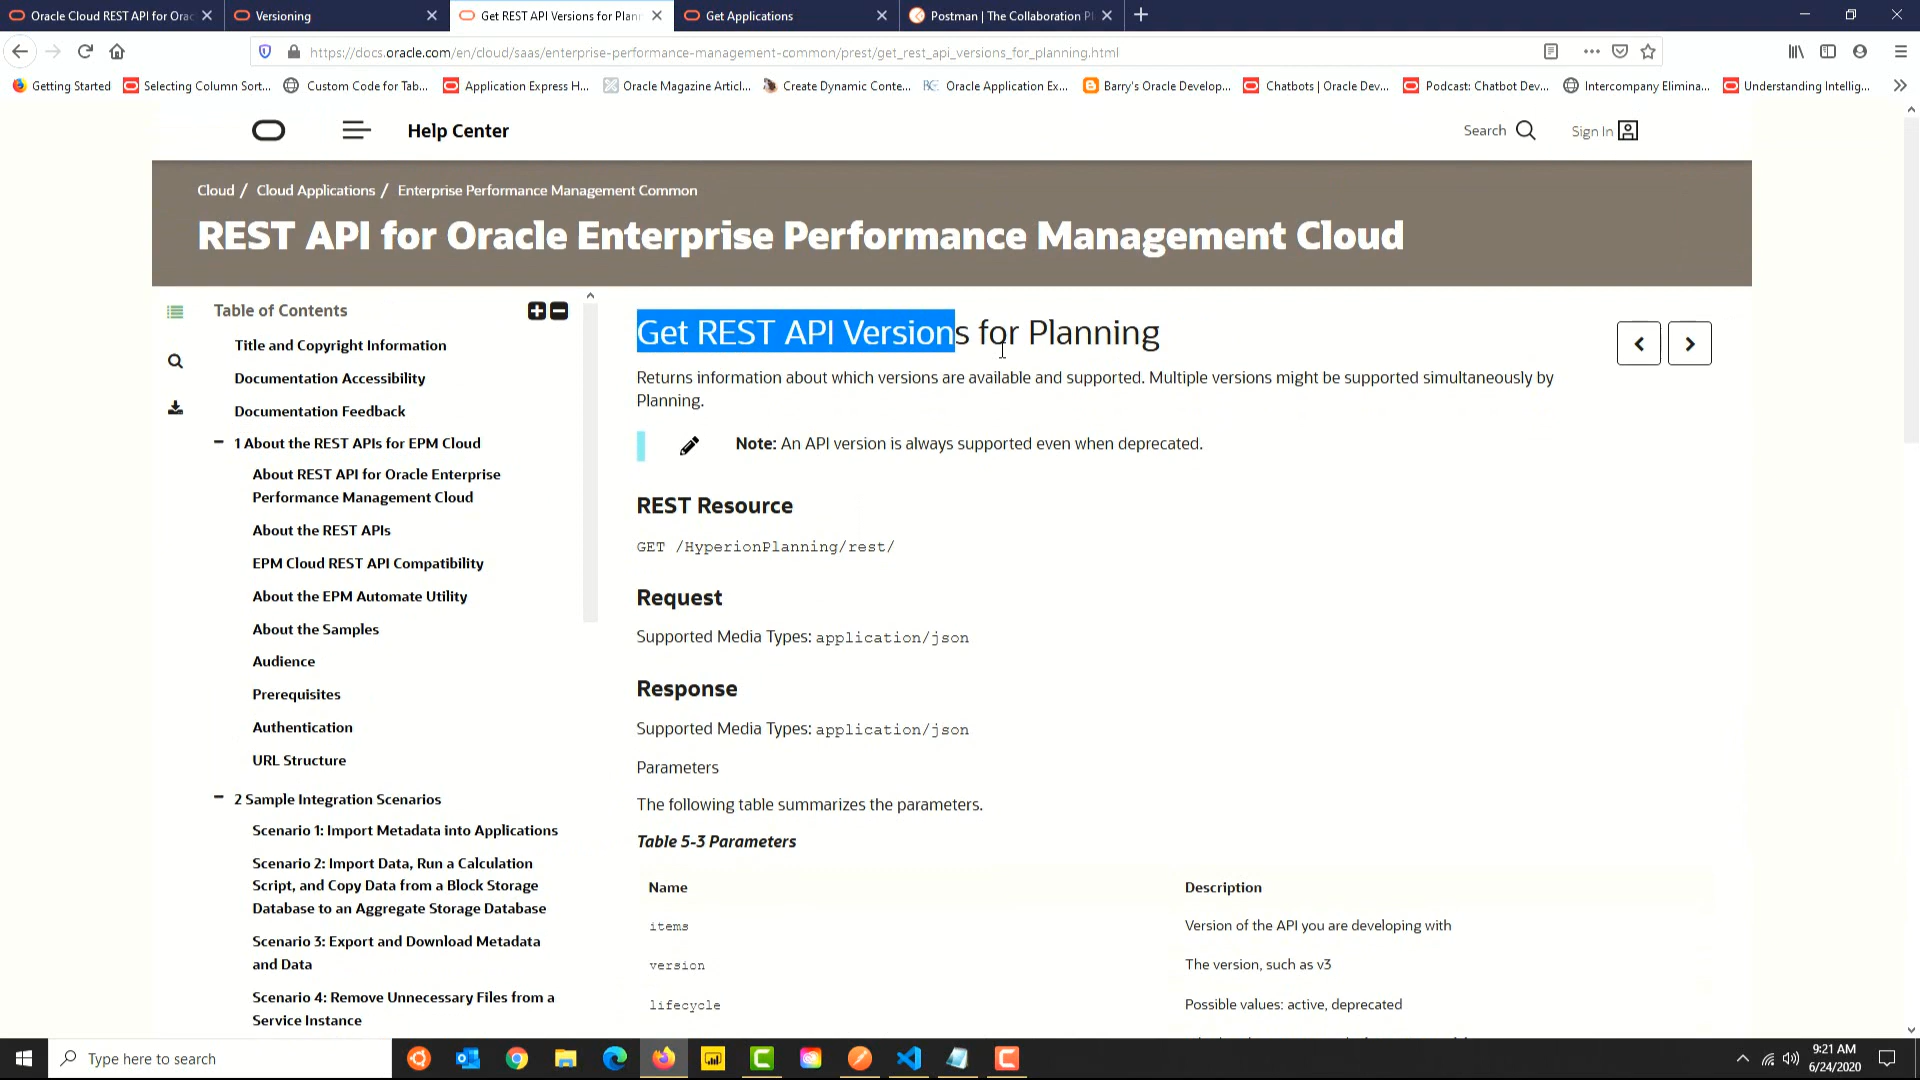 Oracle Cloud REST API for Orac
Versioning
Get REST API Versions for Plann
Get Applications
Postman | The Collaboration Pl
https://docs.oracle.com/en/cloud/saas/enterprise-performance-management-common/prest/get_rest_api_versions_for_planning.html
Getting Started
Selecting Column Sort...
Custom Code for Tab...
Application Express H...
Oracle Magazine Articl...
Create Dynamic Conte...
Oracle Application Ex...
Barry's Oracle Develop...
Chatbots | Oracle Dev...
Podcast: Chatbot Dev...
Intercompany Elimina...
Understanding Intellig...
Help Center
Search
Sign In
Cloud / Cloud Applications / Enterprise Performance Management Common
REST API for Oracle Enterprise Performance Management Cloud
Table of Contents
Title and Copyright Information
Documentation Accessibility
Documentation Feedback
1 About the REST APIs for EPM Cloud
About REST API for Oracle Enterprise
Performance Management Cloud
About the REST APIs
EPM Cloud REST API Compatibility
About the EPM Automate Utility
About the Samples
Audience
Prerequisites
Authentication
URL Structure
2 Sample Integration Scenarios
Scenario 1: Import Metadata into Applications
Scenario 2: Import Data, Run a Calculation
Script, and Copy Data from a Block Storage
Database to an Aggregate Storage Database
Scenario 3: Export and Download Metadata
and Data
Scenario 4: Remove Unnecessary Files from a
Service Instance
Get REST API Versions for Planning
Returns information about which versions are available and supported. Multiple versions might be supported simultaneously by
Planning.
Note: An API version is always supported even when deprecated.
REST Resource
GET /HyperionPlanning/rest/
Request
Supported Media Types: application/json
Response
Supported Media Types: application/json
Parameters
The following table summarizes the parameters.
Table 5-3 Parameters
Name Description
items Version of the API you are developing with
version The version, such as v3
lifecycle Possible values: active, deprecated
Type here to search
9:21 AM
6/24/2020